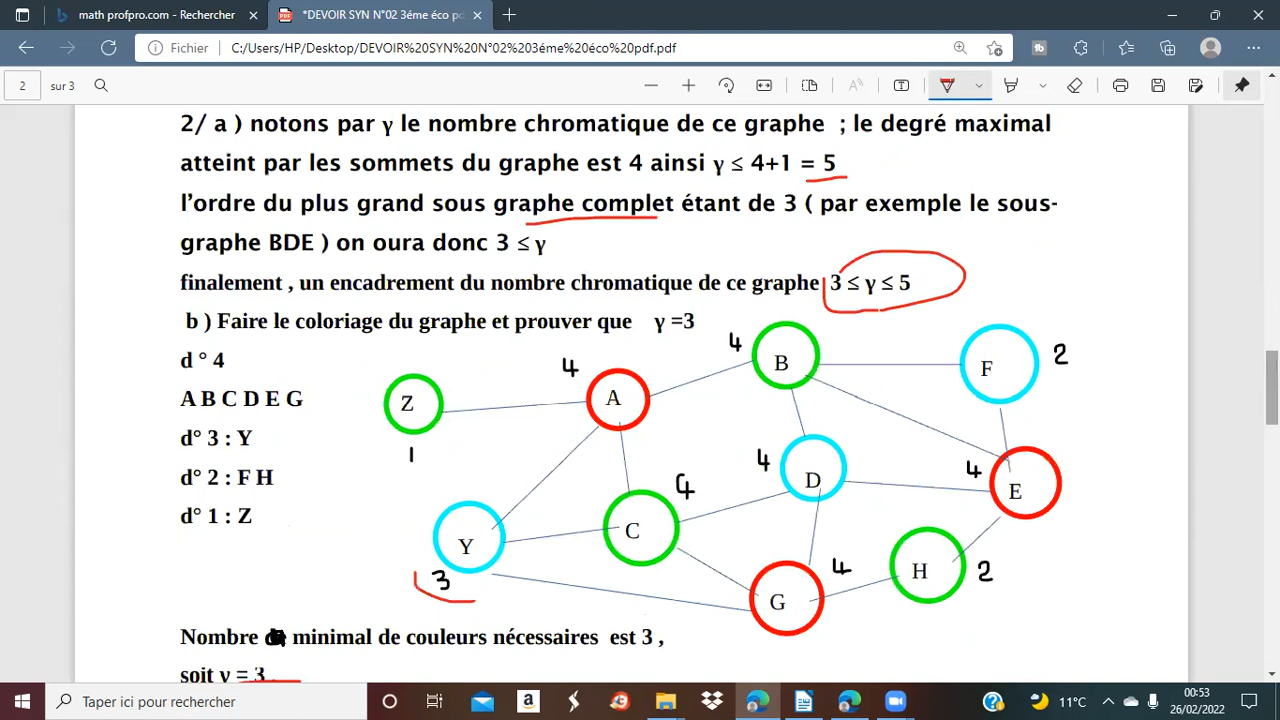 math profpro.com - Rechercher
*DEVOIR SYN N°02 3éme éco pd
Fichier C:/Users/HP/Desktop/DEVOIR%20SYN%20N°02%203éme%20éco%20pdf.pdf
2 sur 3
2/ a ) notons par γ le nombre chromatique de ce graphe ; le degré maximal
atteint par les sommets du graphe est 4 ainsi γ ≤ 4+1 = 5
l'ordre du plus grand sous graphe complet étant de 3 ( par exemple le sous-
graphe BDE ) on oura donc 3 ≤ γ
finalement , un encadrement du nombre chromatique de ce graphe 3 ≤ γ ≤ 5
b ) Faire le coloriage du graphe et prouver que γ =3
d ° 4
A B C D E G
d° 3 : Y
d° 2 : F H
d° 1 : Z
4
B
F
2
4
Z
A
1
4
D
4
E
4
C
Y
3
4
H
2
G
Nombre minimal de couleurs nécessaires est 3 ,
soit γ = 3
Taper ici pour rechercher
11°C
00:53
26/02/2022